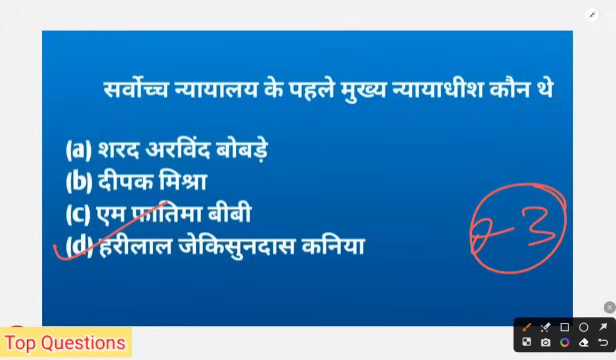 सर्वोच्च न्यायालय के पहले मुख्य न्यायाधीश कौन थे
(a) शरद अरविंद बोबड़े
(b) दीपक मिश्रा
(c) एम फातिमा बीबी
(d) हरीलाल जेकिसुनदास कनिया
Top Questions